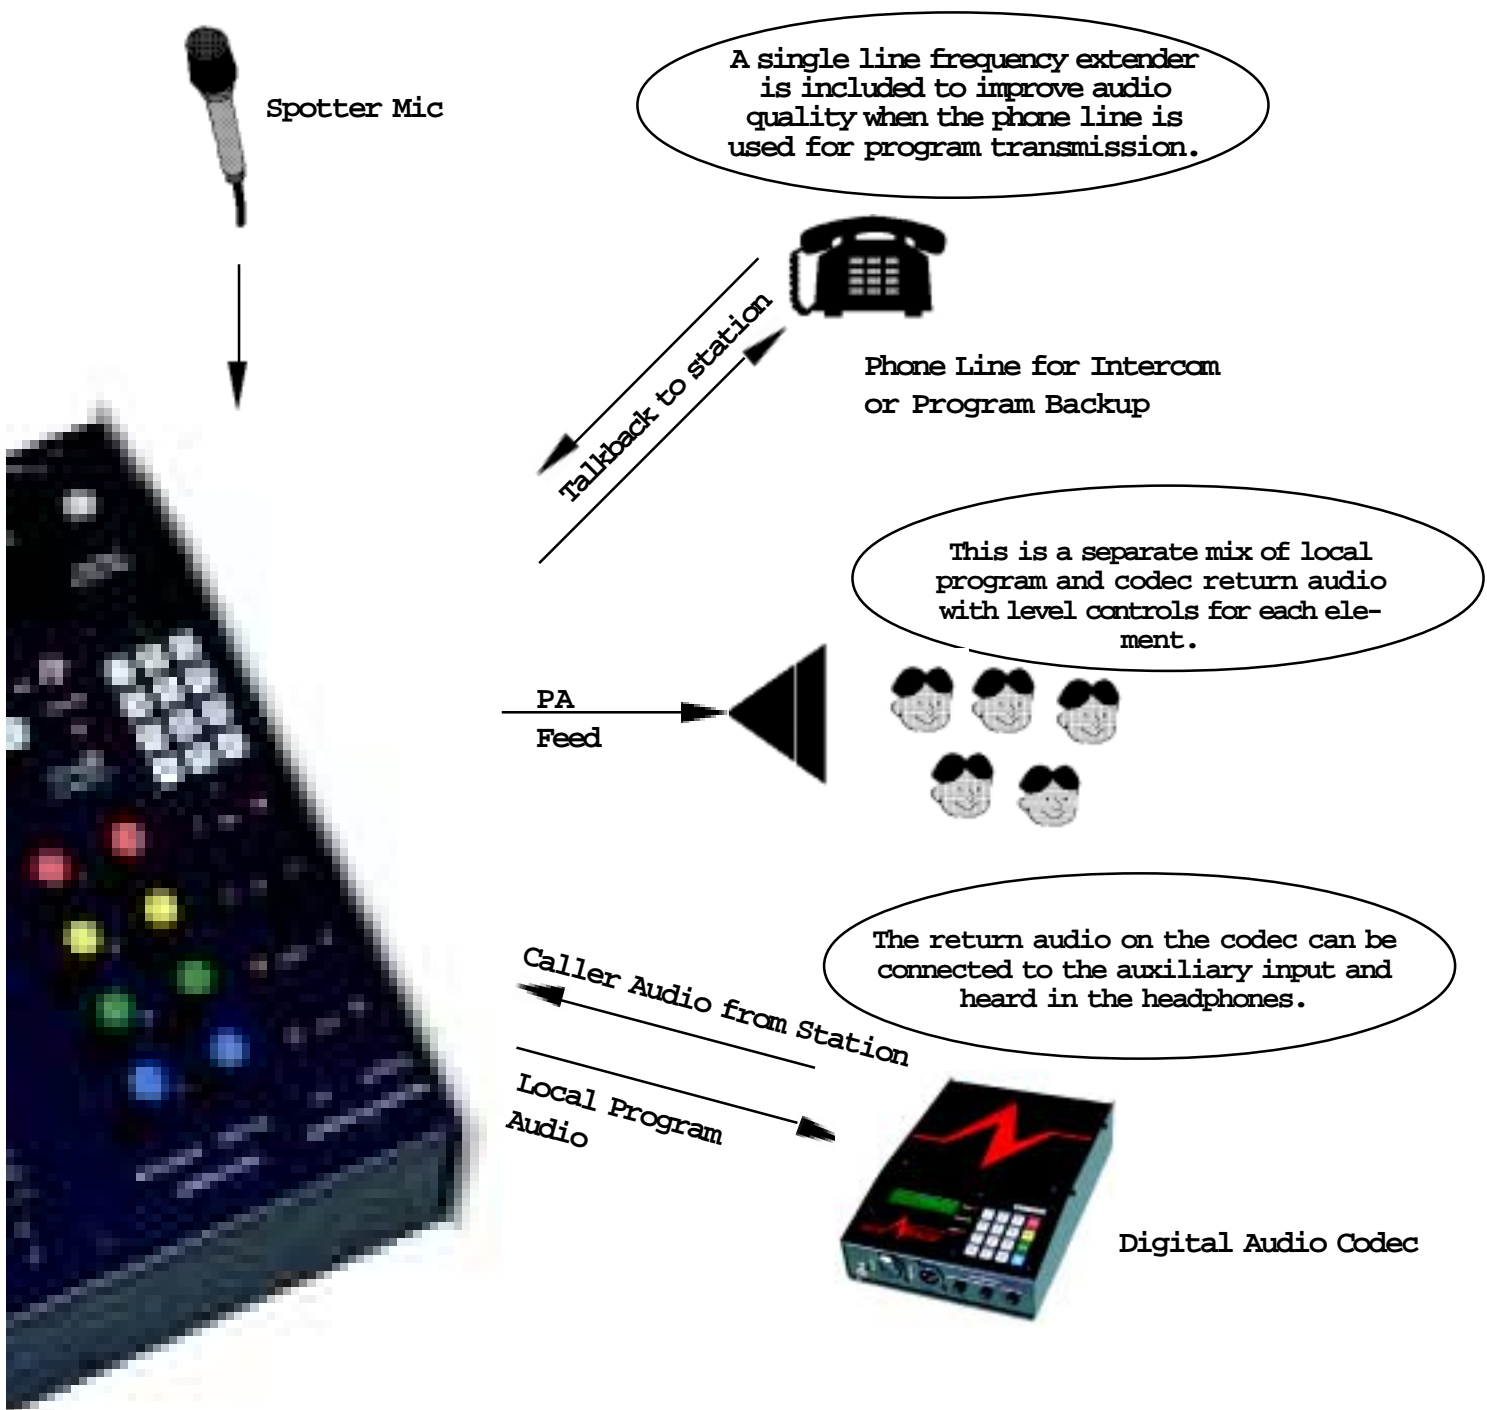 Spotter Mic
A single line frequency extender
is included to improve audio
quality when the phone line is
used for program transmission.
Talkback to station
Phone Line for Intercom
or Program Backup
This is a separate mix of local
program and codec return audio
with level controls for each ele-
ment.
PA
Feed
The return audio on the codec can be
connected to the auxiliary input and
heard in the headphones.
Caller Audio from Station
Local Program
Audio
Digital Audio Codec